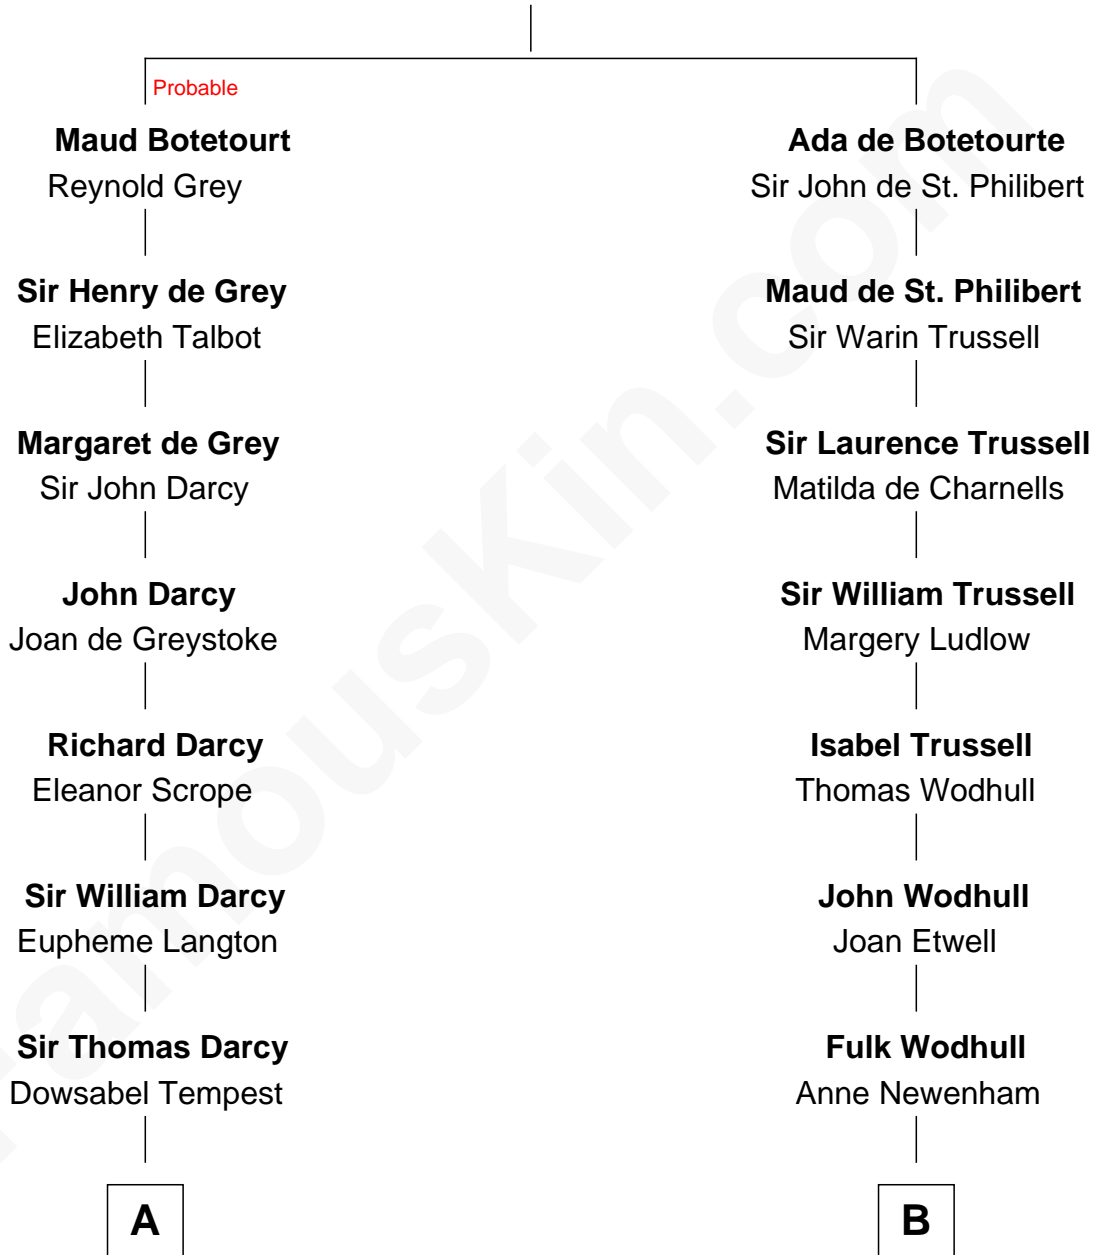 Probable
Maud Botetourt
Reynold Grey
Sir Henry de Grey
Elizabeth Talbot
Margaret de Grey
Sir John Darcy
John Darcy
Joan de Greystoke
Richard Darcy
Eleanor Scrope
Sir William Darcy
Eupheme Langton
Sir Thomas Darcy
Dowsabel Tempest
A
Ada de Botetourte
Sir John de St. Philibert
Maud de St. Philibert
Sir Warin Trussell
Sir Laurence Trussell
Matilda de Charnells
Sir William Trussell
Margery Ludlow
Isabel Trussell
Thomas Wodhull
John Wodhull
Joan Etwell
Fulk Wodhull
Anne Newenham
B
FamousKin.com